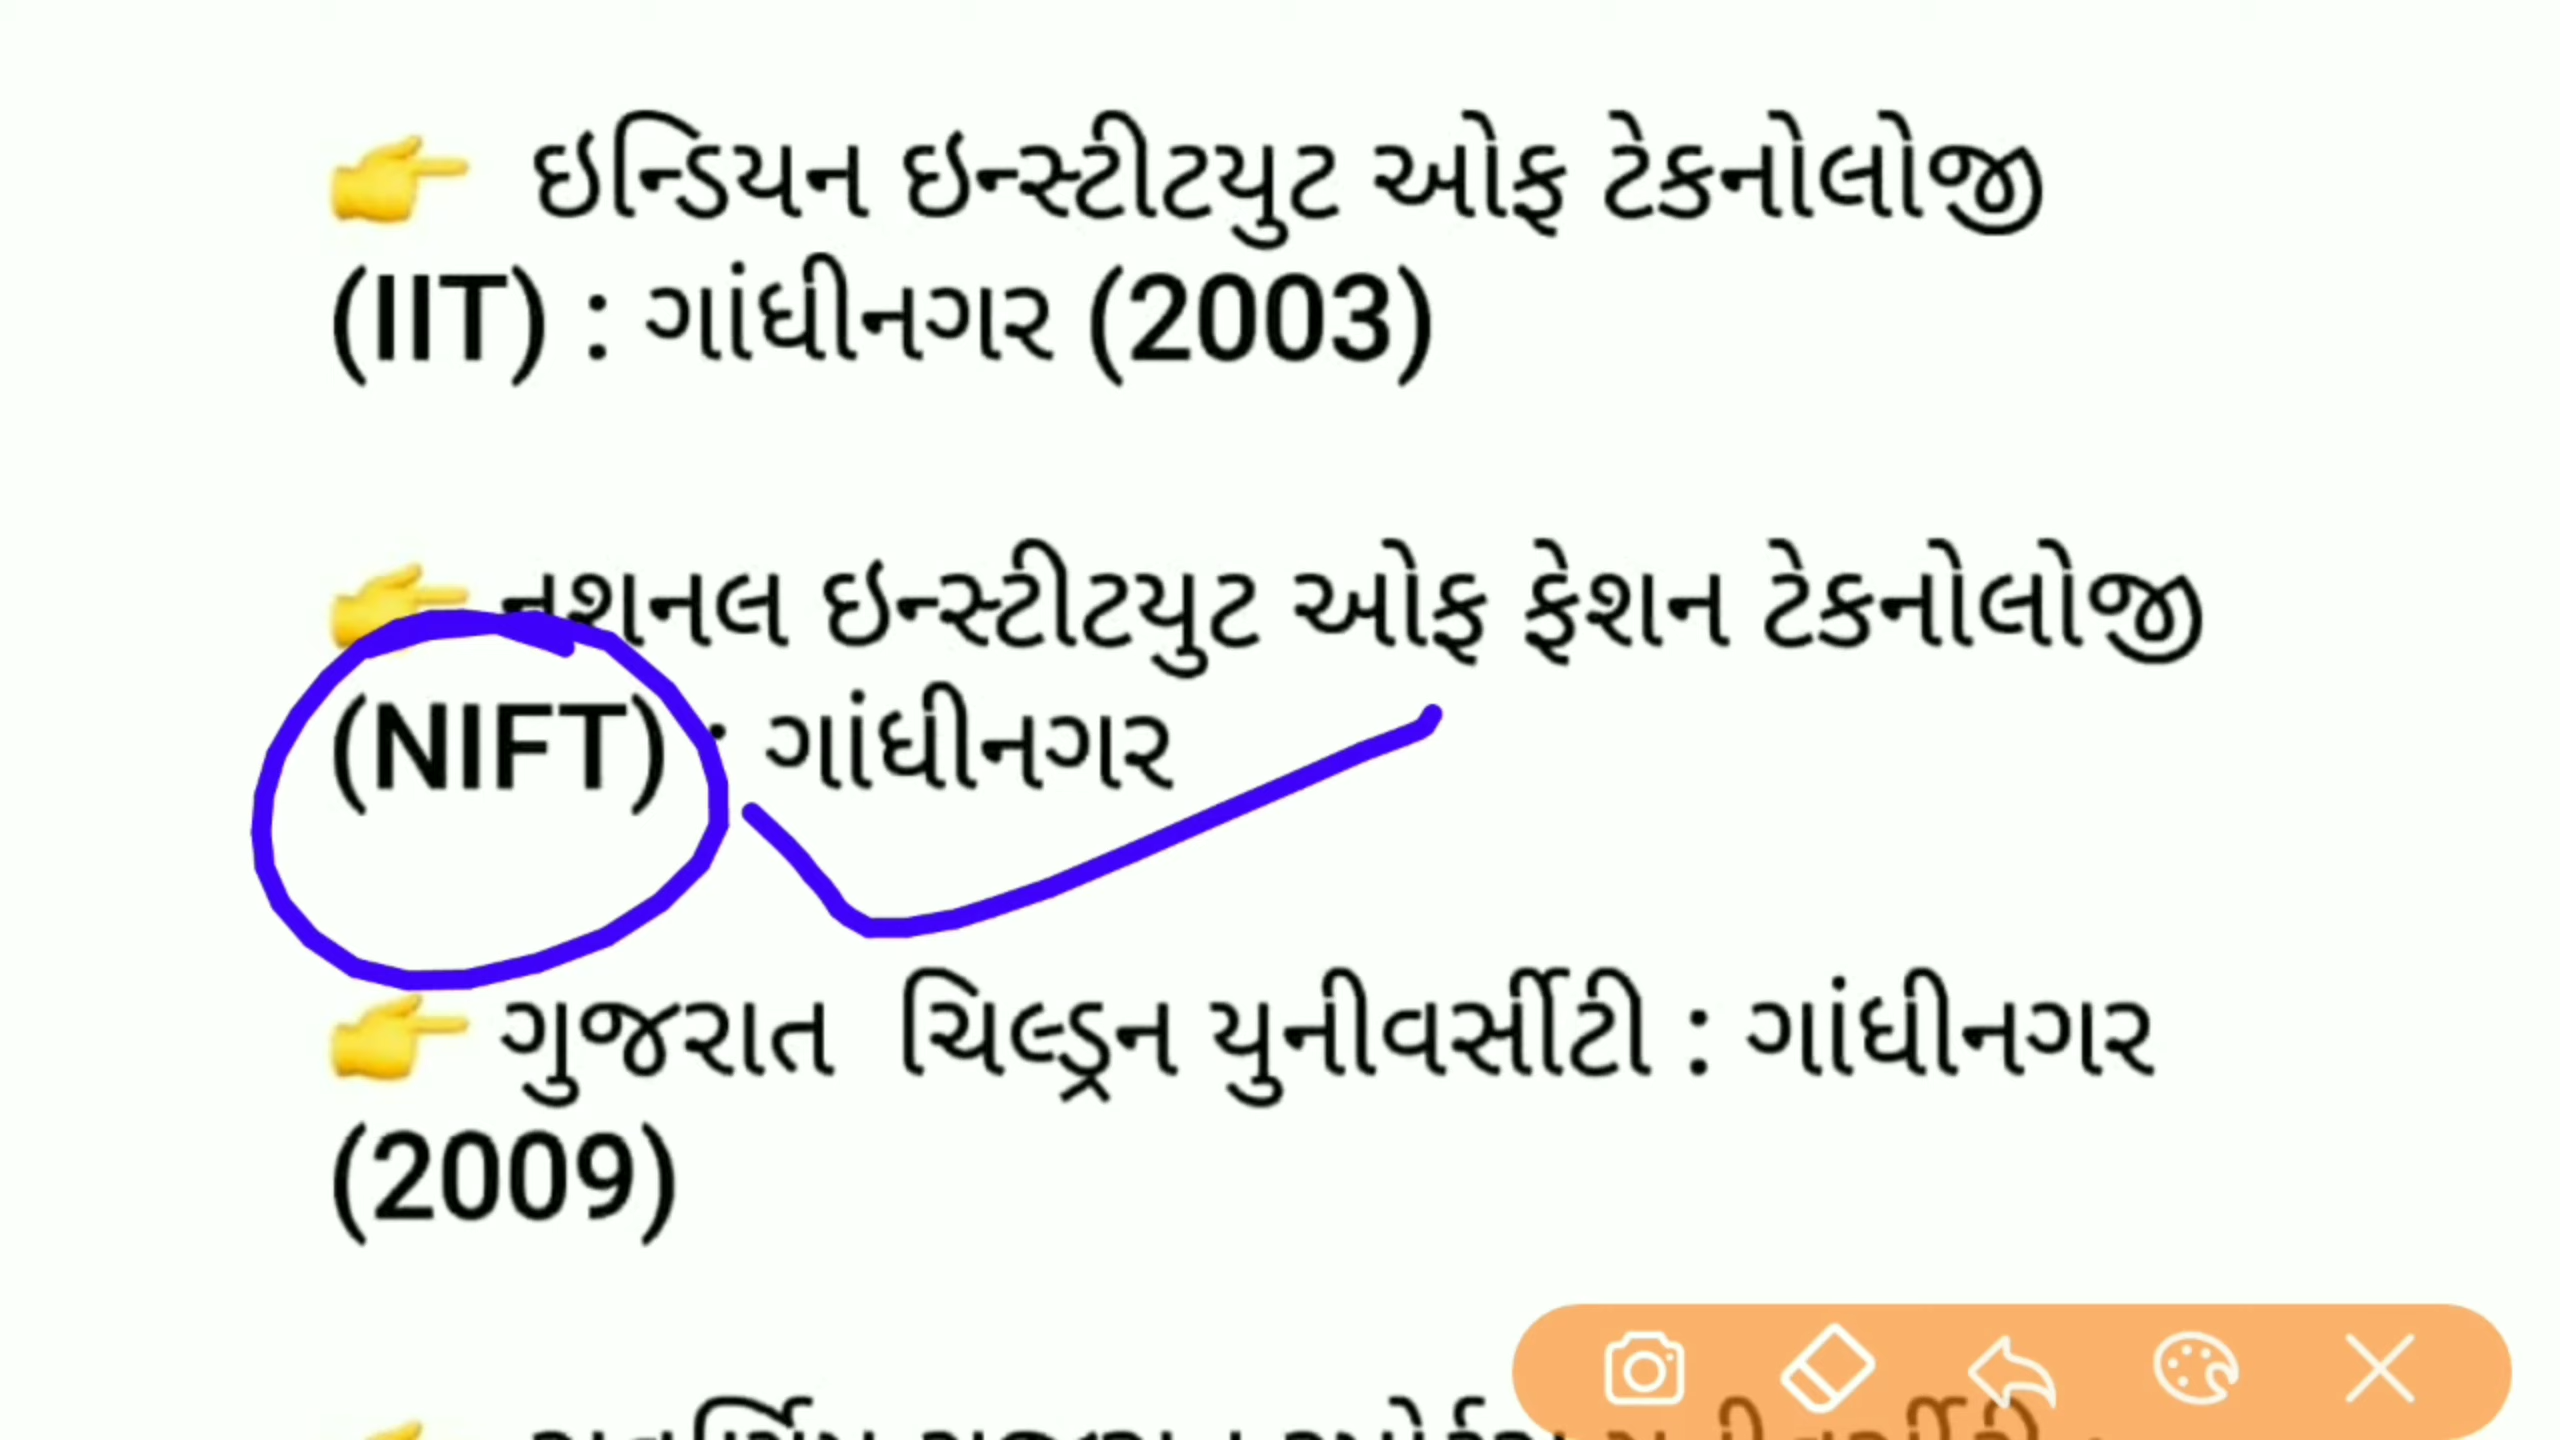 👉 ઇન્ડિયન ઇન્સ્ટીટયુટ ઓફ ટેકનોલોજી
(IIT) : ગાંધીનગર (2003)
👉 નશનલ ઇન્સ્ટીટયુટ ઓફ ફેશન ટેકનોલોજી
(NIFT) : ગાંધીનગર
👉 ગુજરાત ચિલ્ડ્રન યુનીવર્સીટી : ગાંધીનગર
(2009)